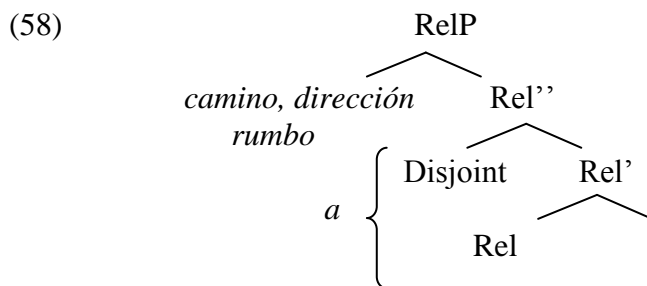 (58) RelP
camino, dirección Rel’’
rumbo
Disjoint Rel’
a
Rel